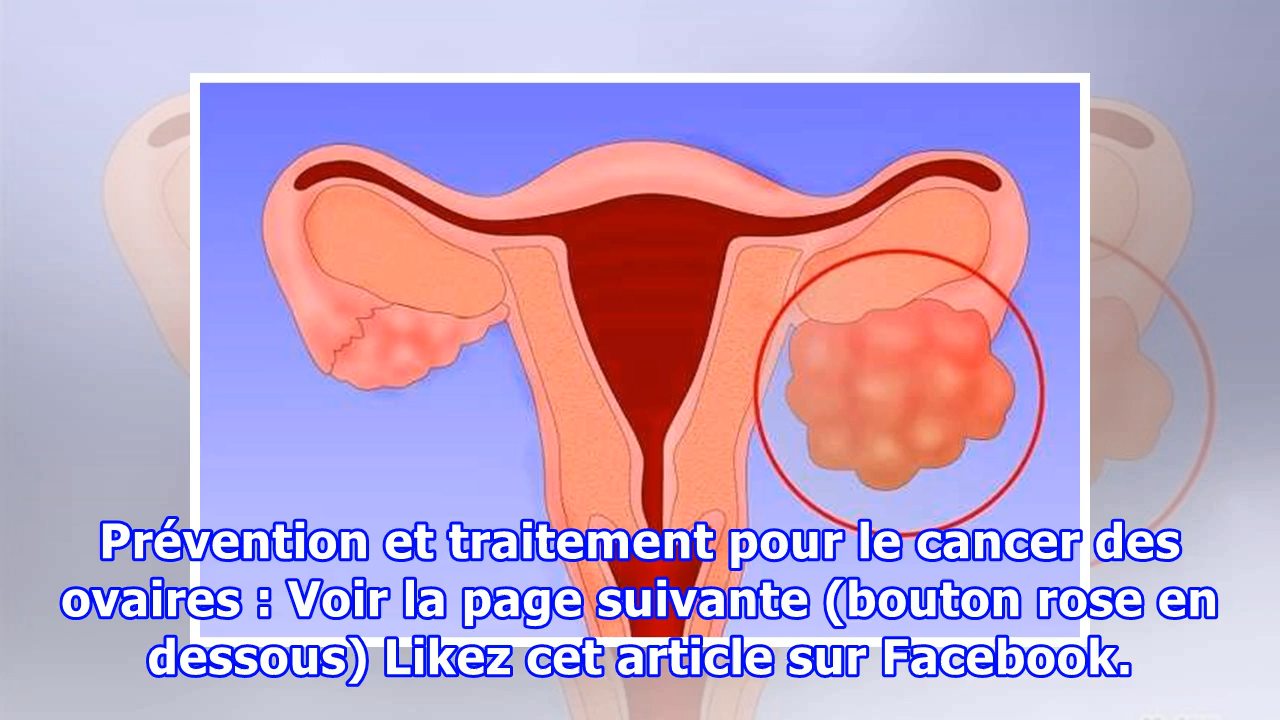 Prévention et traitement pour le cancer des
ovaires : Voir la page suivante (bouton rose en
dessous) Likez cet article sur Facebook.